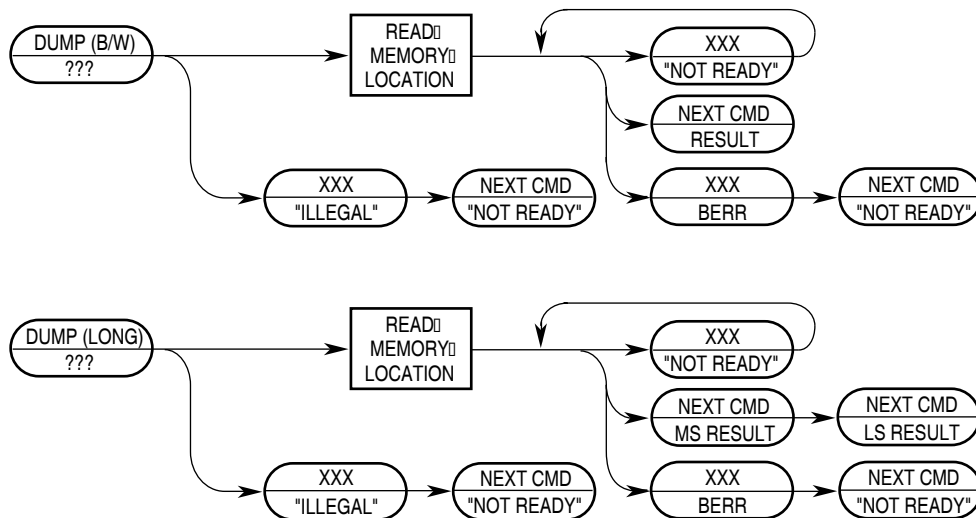 DUMP (B/W)
???
READ
MEMORY
LOCATION
XXX
"NOT READY"
NEXT CMD
RESULT
XXX
"ILLEGAL"
NEXT CMD
"NOT READY"
XXX
BERR
NEXT CMD
"NOT READY"
DUMP (LONG)
???
READ
MEMORY
LOCATION
XXX
"NOT READY"
NEXT CMD
MS RESULT
NEXT CMD
LS RESULT
XXX
"ILLEGAL"
NEXT CMD
"NOT READY"
XXX
BERR
NEXT CMD
"NOT READY"